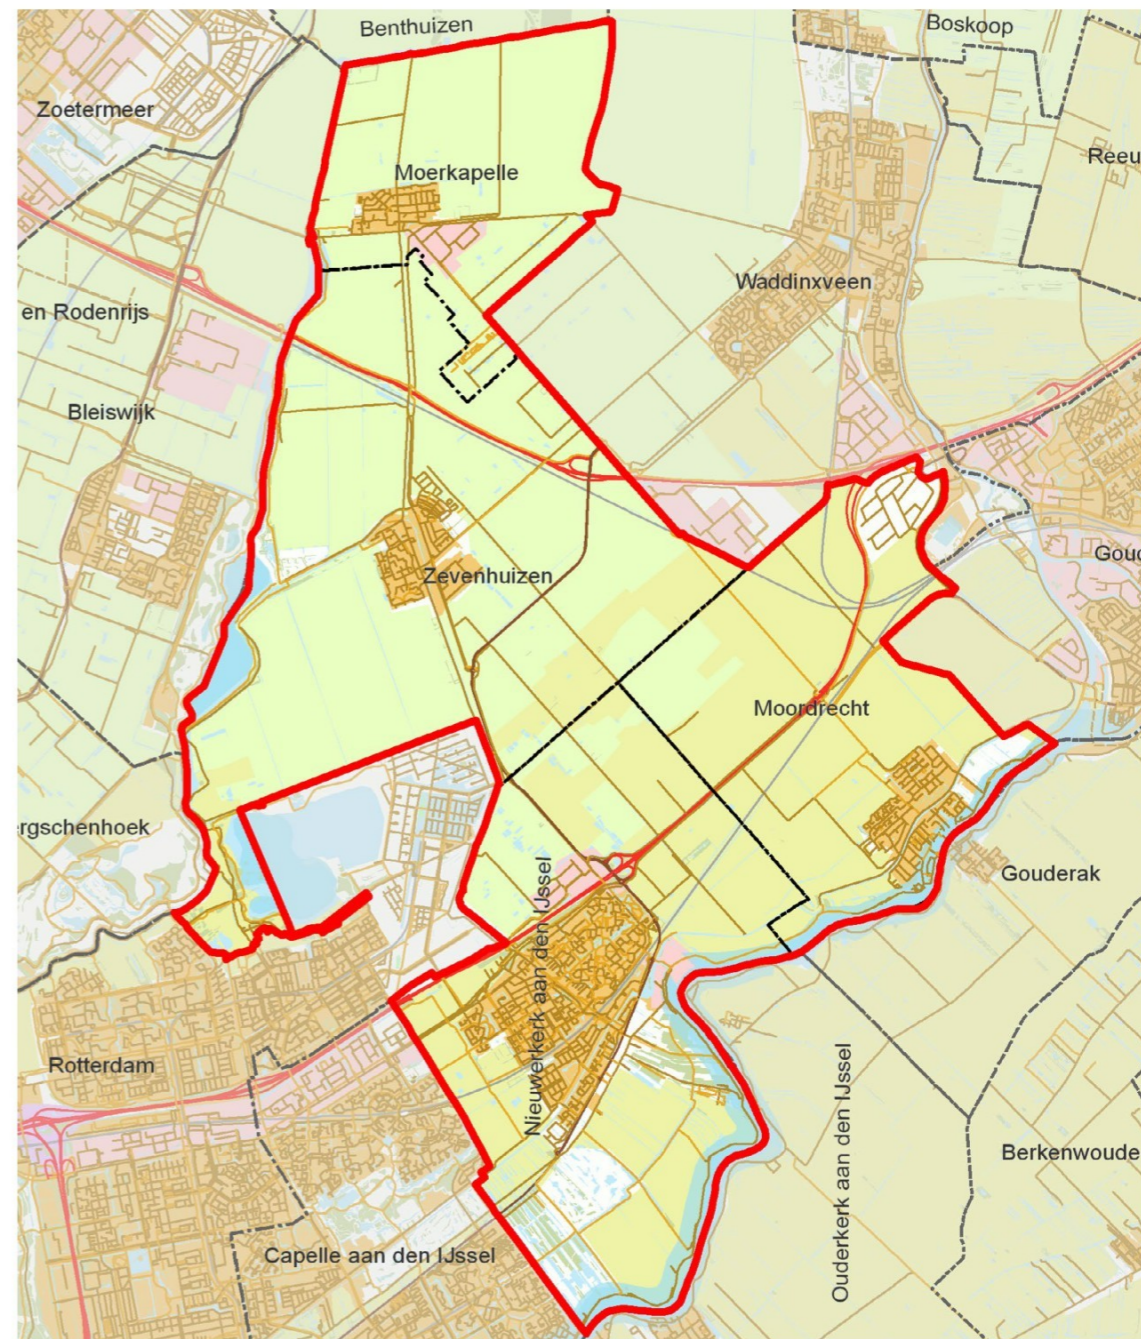 Benthuizen
Boskoop
Zoetermeer
Reeu
Moerkapelle
Waddinxveen
en Rodenrijs
Bleiswijk
Goud
Zevenhuizen
Moordrecht
ergschenhoek
Gouderak
Nieuwerkerk aan den IJssel
Rotterdam
Ouderkerk aan den IJssel
Berkenwoude
Capelle aan den IJssel